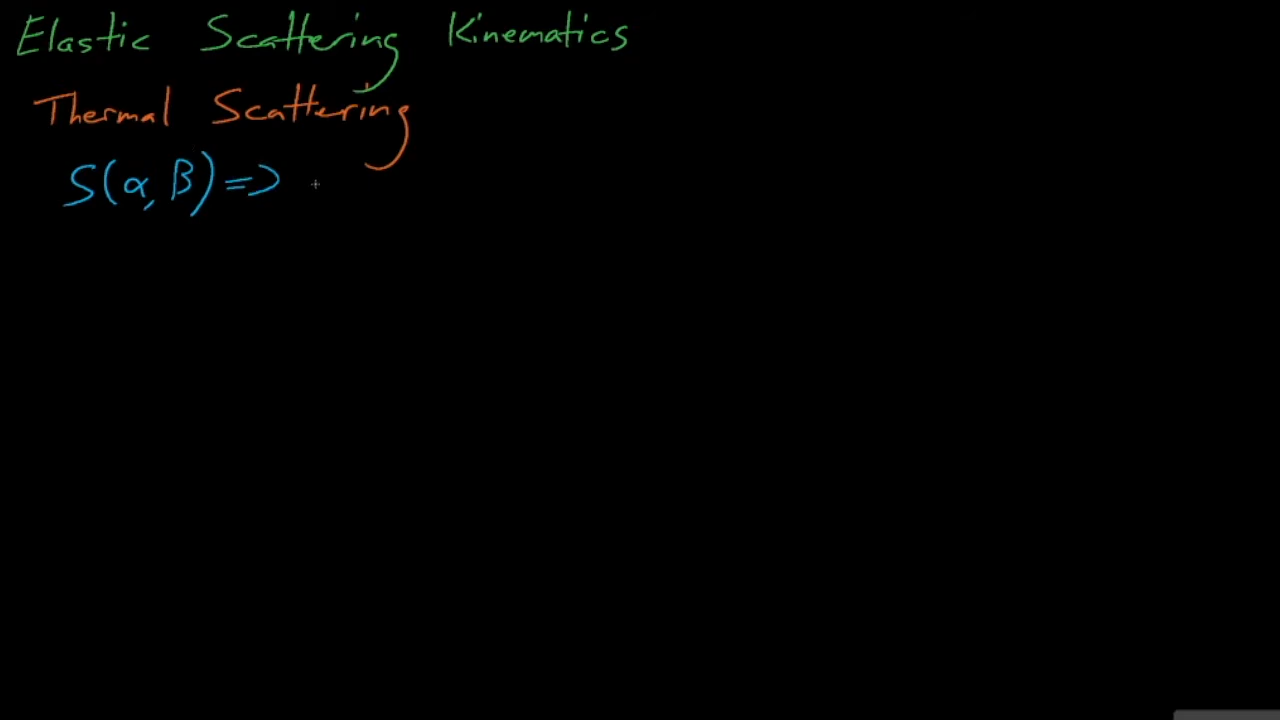 Elastic Scattering Kinematics
Thermal Scattering
S(α, β) =>